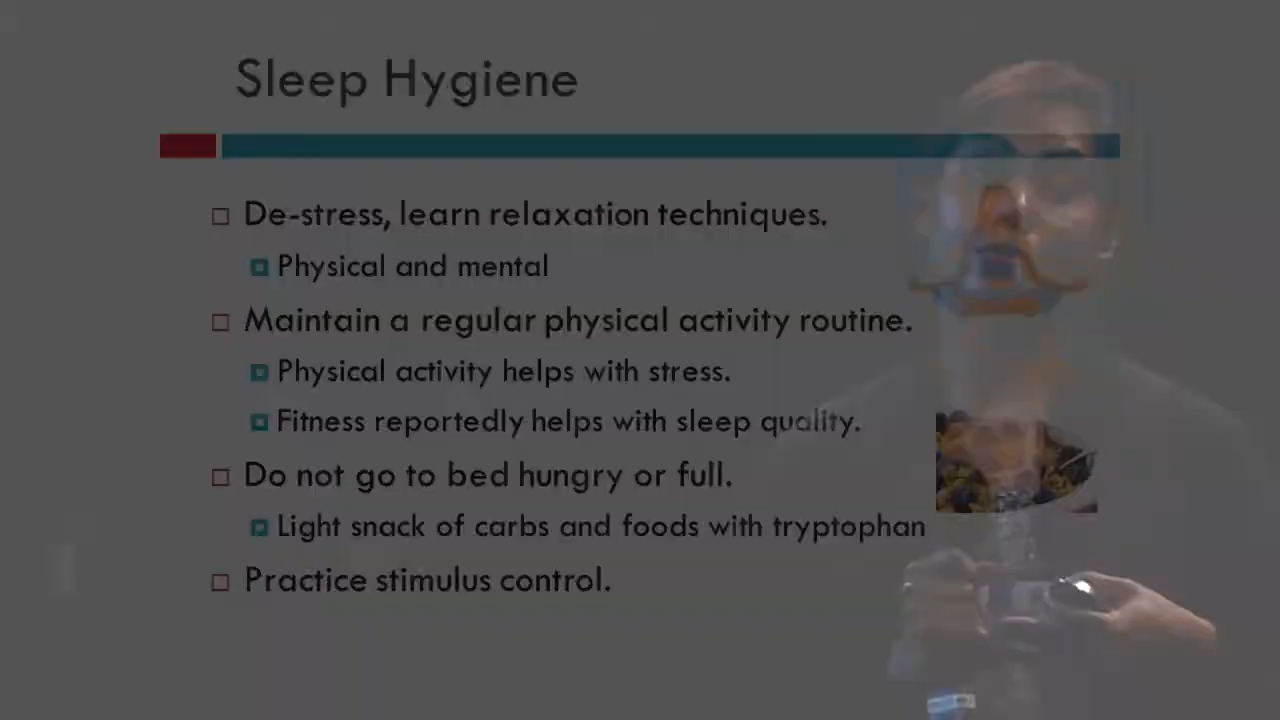 Sleep Hygiene
De-stress, learn relaxation techniques.
Physical and mental
Maintain a regular physical activity routine.
Physical activity helps with stress.
Fitness reportedly helps with sleep quality.
Do not go to bed hungry or full.
Light snack of carbs and foods with tryptophan
Practice stimulus control.